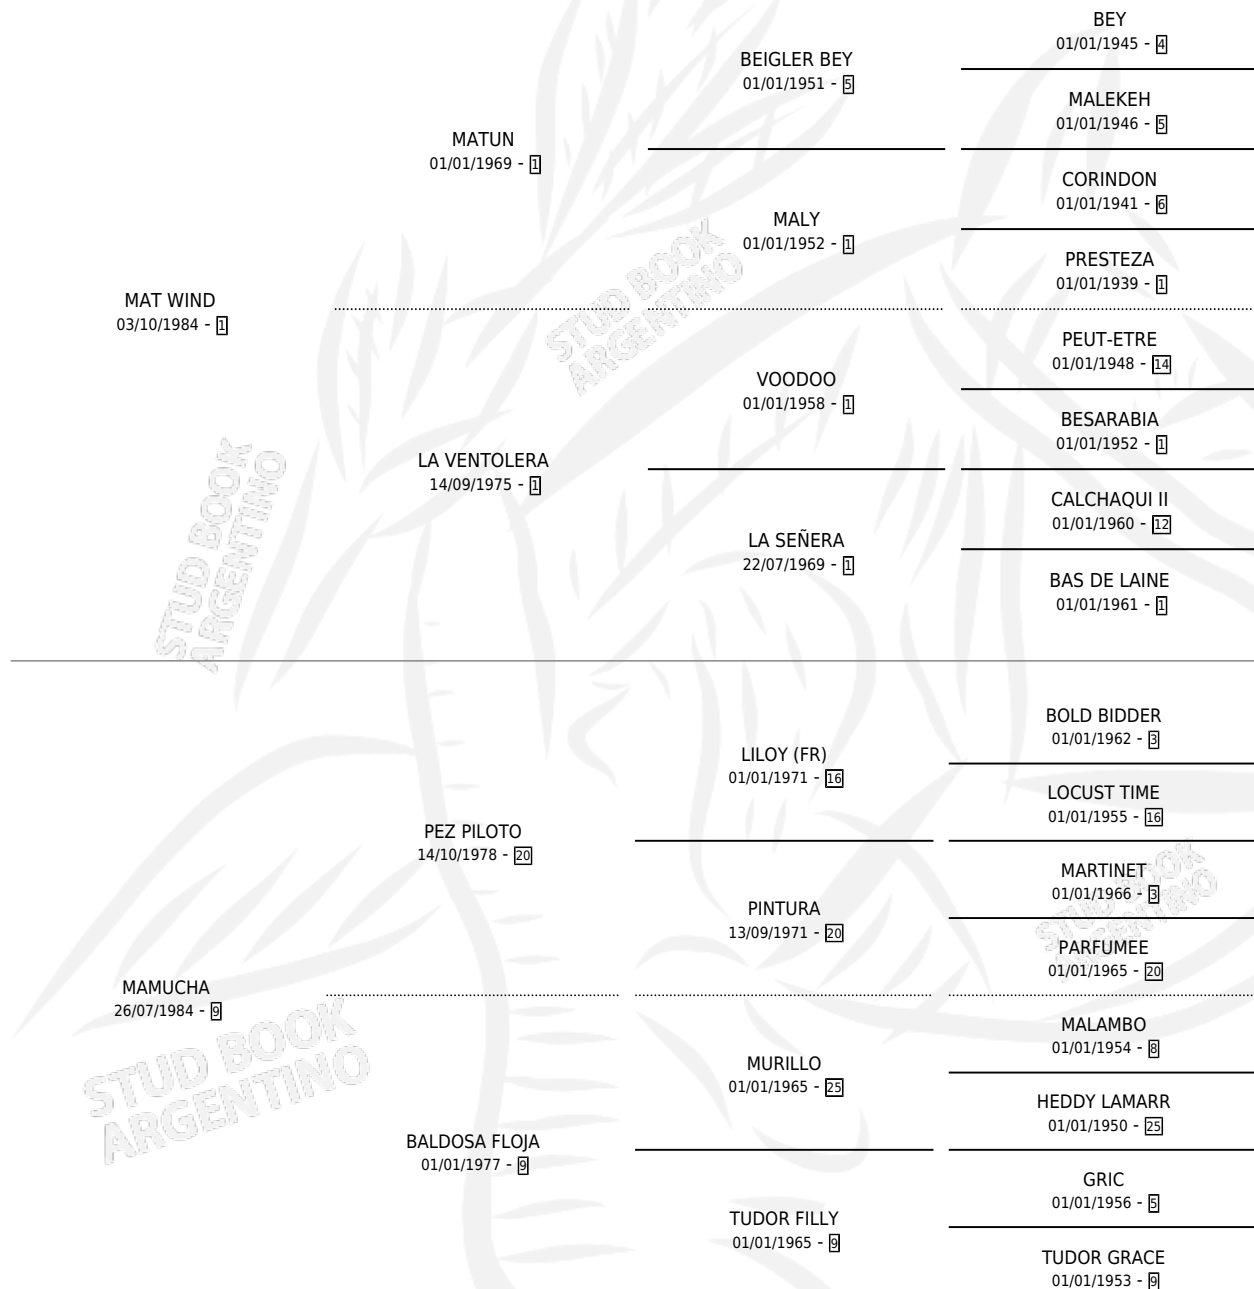 BEY
01/01/1945 - 4
BEIGLER BEY
01/01/1951 - 5
MALEKEH
01/01/1946 - 5
MATUN
01/01/1969 - 1
CORINDON
01/01/1941 - 6
MALY
01/01/1952 - 1
PRESTEZA
01/01/1939 - 1
MAT WIND
03/10/1984 - 1
PEUT-ETRE
01/01/1948 - 14
VOODOO
01/01/1958 - 1
BESARABIA
01/01/1952 - 1
LA VENTOLERA
14/09/1975 - 1
CALCHAQUI II
01/01/1960 - 12
LA SEÑERA
22/07/1969 - 1
BAS DE LAINE
01/01/1961 - 1
BOLD BIDDER
01/01/1962 - 3
LILOY (FR)
01/01/1971 - 16
LOCUST TIME
01/01/1955 - 16
PEZ PILOTO
14/10/1978 - 20
MARTINET
01/01/1966 - 3
PINTURA
13/09/1971 - 20
PARFUMEE
01/01/1965 - 20
MAMUCHA
26/07/1984 - 9
MALAMBO
01/01/1954 - 8
MURILLO
01/01/1965 - 25
HEDDY LAMARR
01/01/1950 - 25
BALDOSA FLOJA
01/01/1977 - 9
GRIC
01/01/1956 - 5
TUDOR FILLY
01/01/1965 - 9
TUDOR GRACE
01/01/1953 - 9
STUD BOOK
ARGENTINO
STUD BOOK
ARGENTINO
STUD BOOK
ARGENTINO
STUD BOOK
ARGENTINO